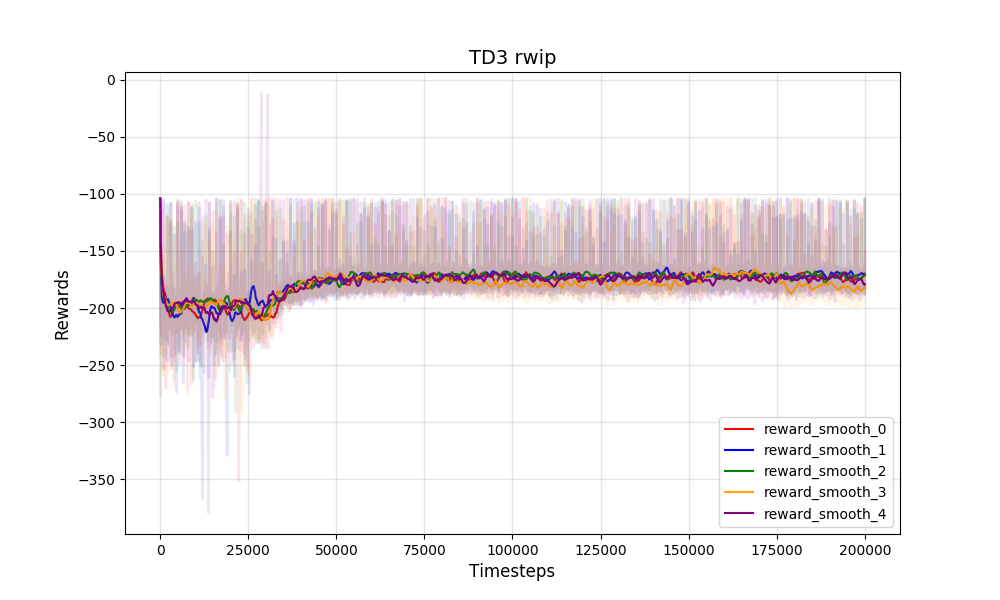 TD3 rwip
Rewards
0
−50
−100
−150
−200
−250
−300
−350
reward_smooth_0
reward_smooth_1
reward_smooth_2
reward_smooth_3
reward_smooth_4
0 25000 50000 75000 100000 125000 150000 175000 200000
Timesteps